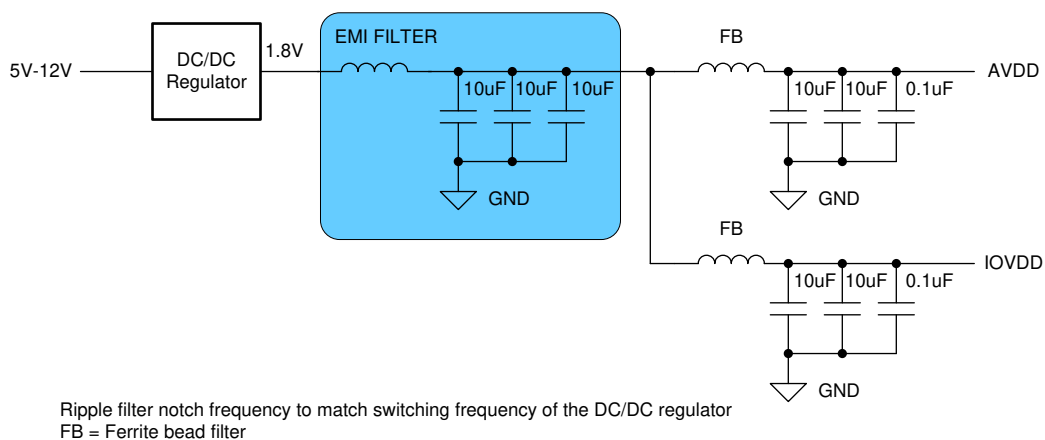 EMI FILTER
FB
5V-12V
DC/DC
Regulator
1.8V
10uF 10uF 10uF
10uF 10uF 0.1uF
AVDD
GND
GND
FB
IOVDD
10uF 10uF 0.1uF
GND
Ripple filter notch frequency to match switching frequency of the DC/DC regulator
FB = Ferrite bead filter